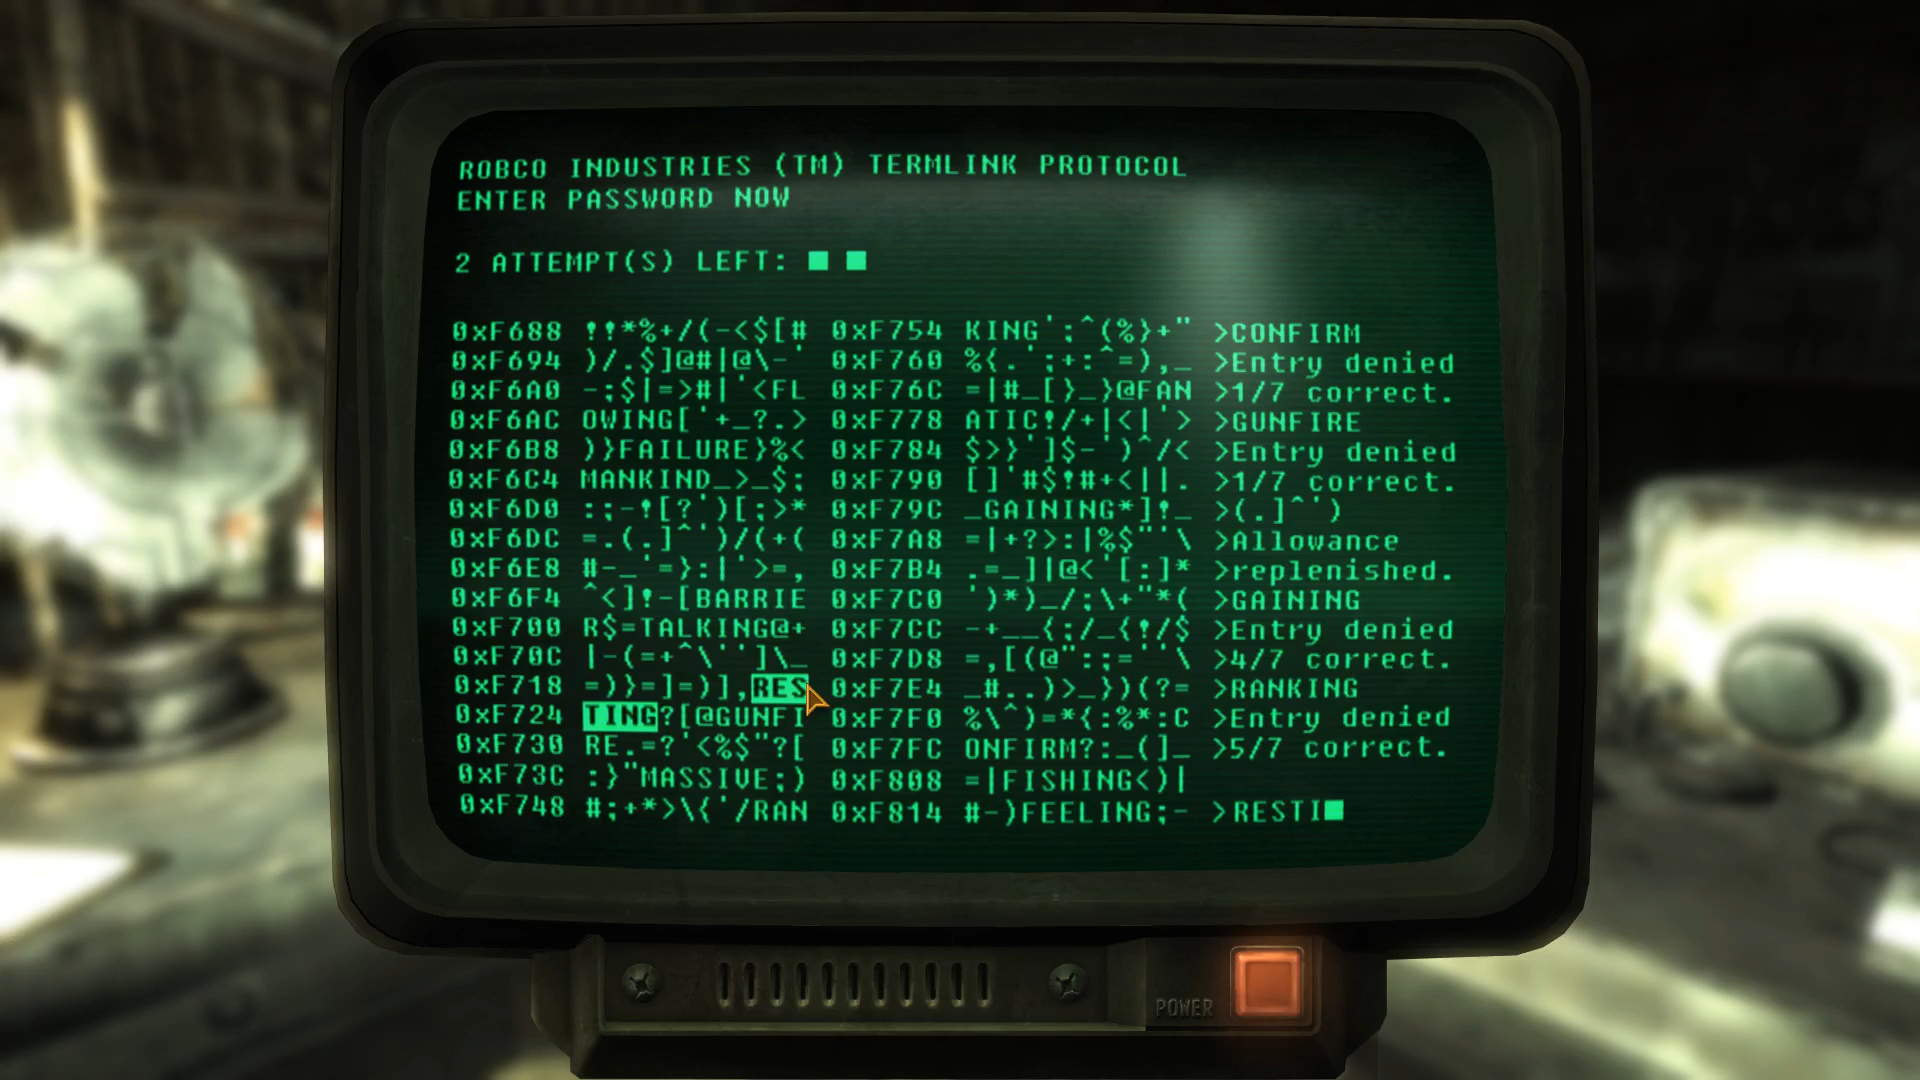 ROBCO INDUSTRIES (TM) TERMLINK PROTOCOL
ENTER PASSWORD NOW
2 ATTEMPT(S) LEFT: ■ ■
0xF688 !!*%+/(-<$[# 0xF754 KING';^(%}+" >CONFIRM
0xF694 )/.$]@#|@\-' 0xF760 %{.';+:^=),_ >Entry denied
0xF6A0 -;$|=>#|'<FL 0xF76C =|#_[}_}@FAN >1/7 correct.
0xF6AC OWING['+_?.> 0xF778 ATIC!/+|<|'> >GUNFIRE
0xF6B8 )}FAILURE}%< 0xF784 $>}']$-')^/< >Entry denied
0xF6C4 MANKIND_>_$; 0xF790 []'#$!#+<||. >1/7 correct.
0xF6D0 :;-![?')[;>* 0xF79C _GAINING*]!_ >(.]^')
0xF6DC =.(.]^')/(+( 0xF7A8 =|+?>:|%$"'\ >Allowance
0xF6E8 #-_'=}:|'>=, 0xF7B4 .=_]|@<'[:]* >replenished.
0xF6F4 ^<]!-[BARRIE 0xF7C0 ')*)_/;\+"*( >GAINING
0xF700 R$=TALKING@+ 0xF7CC -+__{;/_{!/$ >Entry denied
0xF70C |-(=+^\'']\_ 0xF7D8 =,[(@":;=''\ >4/7 correct.
0xF718 =)}=]=)],RES 0xF7E4 _#..)>_})(?= >RANKING
0xF724 TING?[@GUNFI 0xF7F0 %\^)=*{:%*:C >Entry denied
0xF730 RE.=?'<%$"?[ 0xF7FC ONFIRM?:_(]_ >5/7 correct.
0xF73C :}"MASSIVE;) 0xF808 =|FISHING<)|
0xF748 #;+*>\{'/RAN 0xF814 #-)FEELING;- >RESTI■
POWER